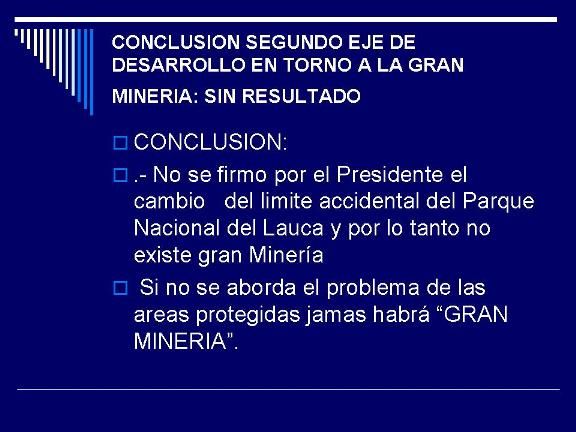 CONCLUSION SEGUNDO EJE DE
DESARROLLO EN TORNO A LA GRAN
MINERIA: SIN RESULTADO
CONCLUSION:
.- No se firmo por el Presidente el
cambio del limite accidental del Parque
Nacional del Lauca y por lo tanto no
existe gran Minería
Si no se aborda el problema de las
areas protegidas jamas habrá “GRAN
MINERIA”.